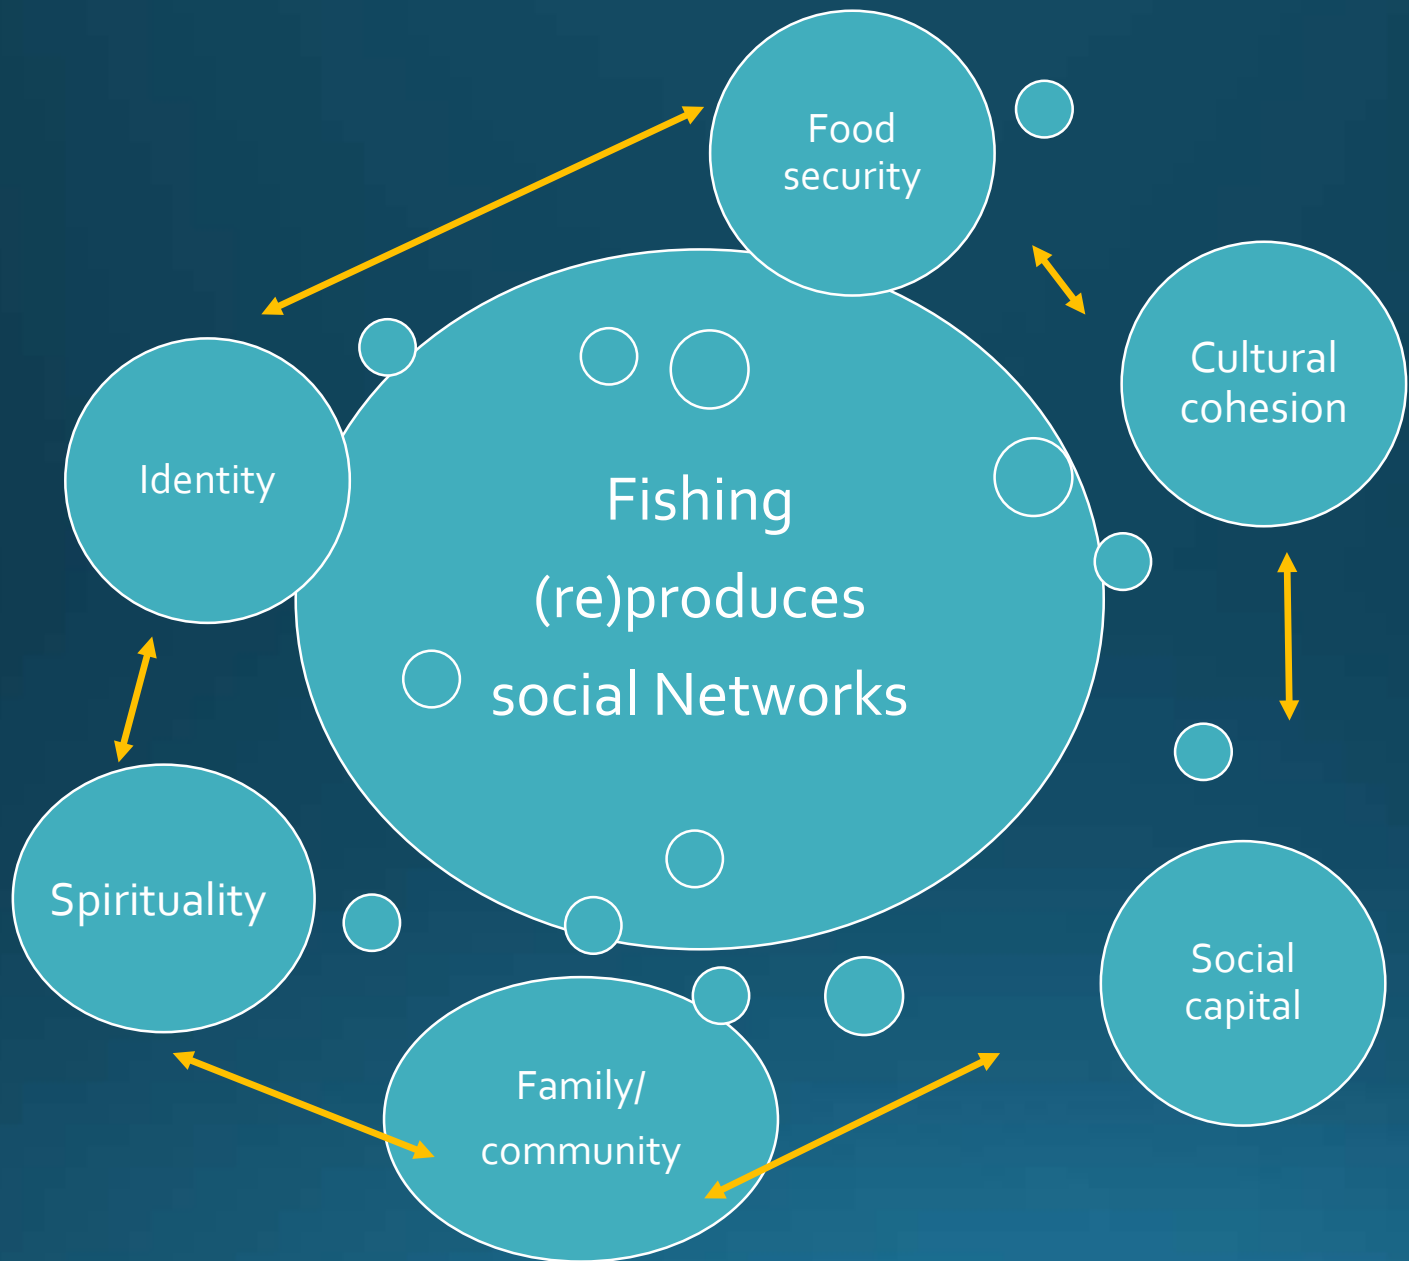 Food
security
Cultural
cohesion
Identity
Fishing
(re)produces
social Networks
Spirituality
Social
capital
Family/
community